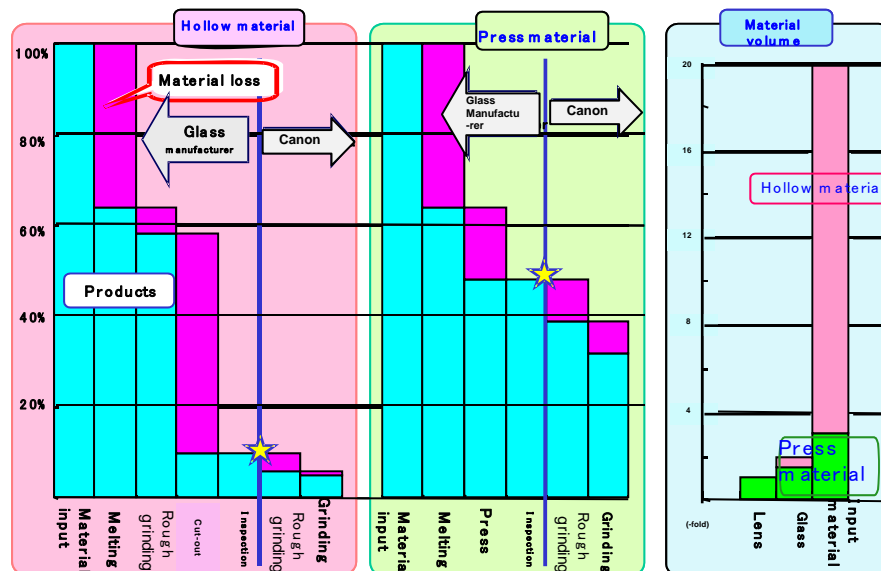 Hollow material
Press material
Material
volume
100%
80%
60%
40%
20%
Material loss
Glass
manufacturer
Canon
Products
Glass
Manufactu
-rer
r
Canon
20
16
12
8
4
Hollow material
Press
material
(-fold)
Material
input
Melting
Rough
grinding
Cut-out
Inspection
Rough
grinding
Grinding
Material
input
Melting
Press
Inspection
Rough
grinding
Grinding
Lens
Glass
Input
material